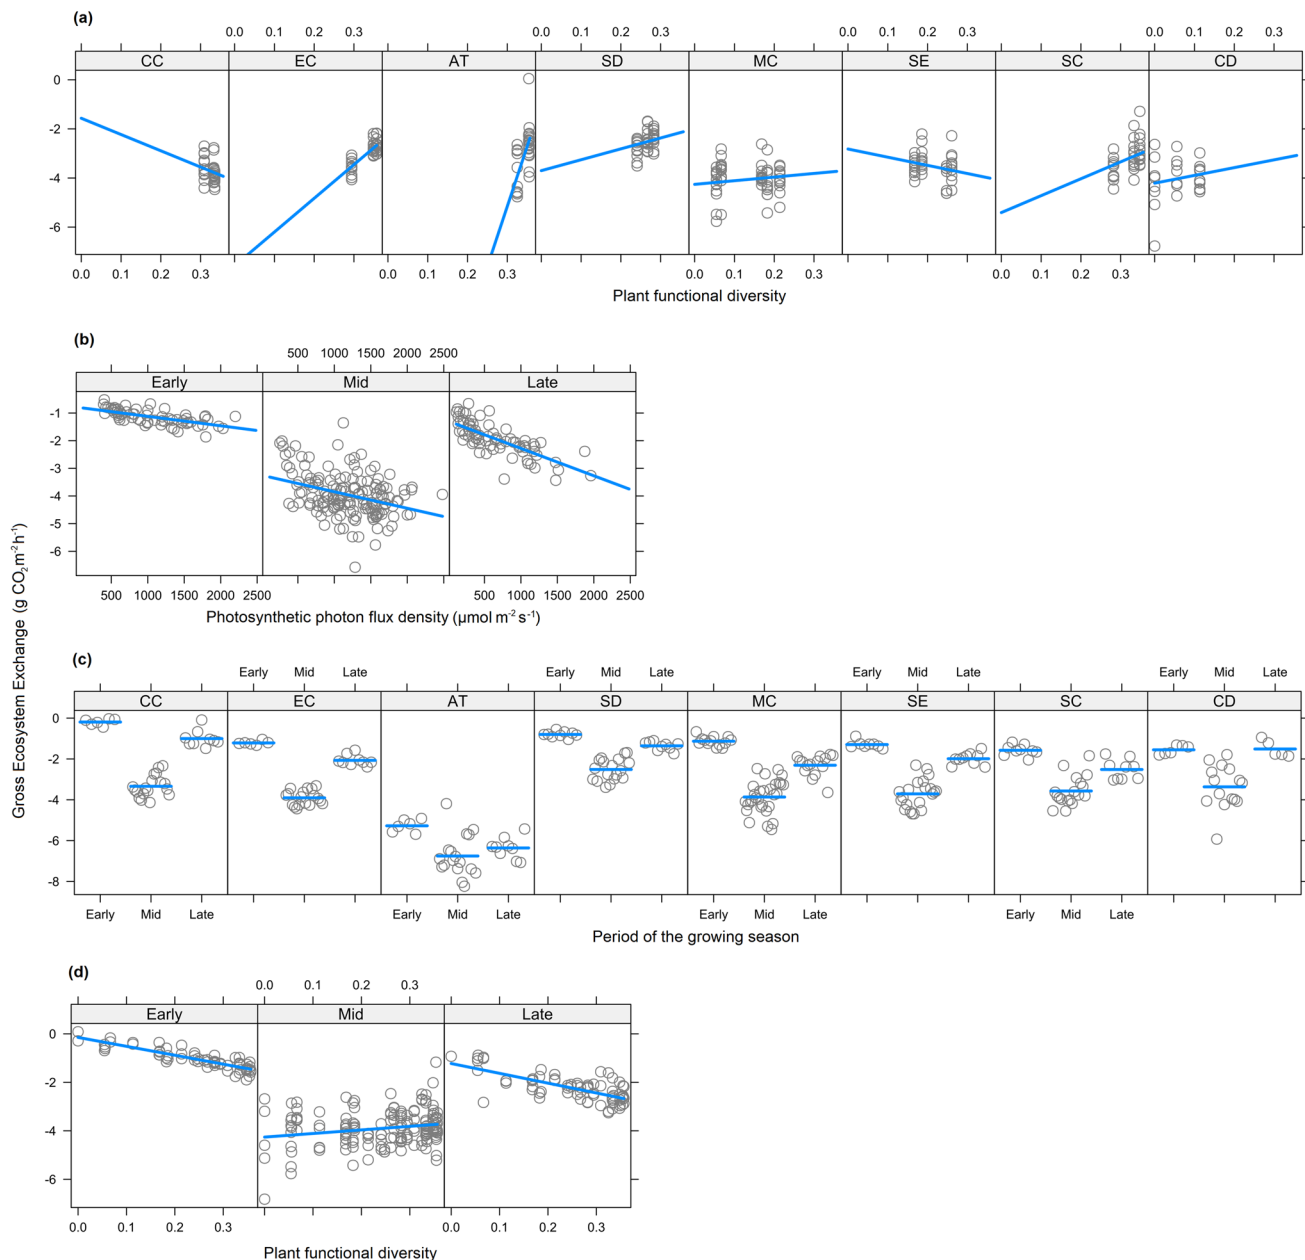 (a)
0.0 0.1 0.2 0.3 0.0 0.1 0.2 0.3 0.0 0.1 0.2 0.3 0.0 0.1 0.2 0.3
CC EC AT SD MC SE SC CD
0
-2
-4
-6
0.0 0.1 0.2 0.3 0.0 0.1 0.2 0.3 0.0 0.1 0.2 0.3 0.0 0.1 0.2 0.3
Plant functional diversity
(b)
500 1000 1500 2000 2500
Early Mid Late
-1
-2
-3
-4
-5
-6
500 1000 1500 2000 2500 500 1000 1500 2000 2500
Photosynthetic photon flux density (µmol m⁻² s⁻¹)
Gross Ecosystem Exchange (g CO₂ m⁻² h⁻¹)
(c)
Early Mid Late Early Mid Late Early Mid Late Early Mid Late
CC EC AT SD MC SE SC CD
0
-2
-4
-6
-8
Early Mid Late Early Mid Late Early Mid Late Early Mid Late
Period of the growing season
(d)
0.0 0.1 0.2 0.3
Early Mid Late
0
-2
-4
-6
0.0 0.1 0.2 0.3 0.0 0.1 0.2 0.3
Plant functional diversity